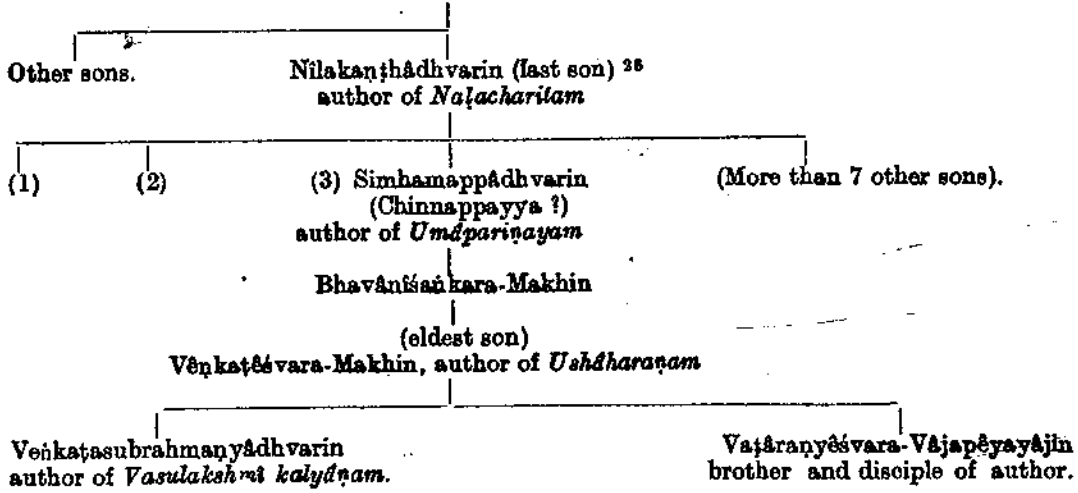 Other sons.
Nîlakaṇṭhâdhvarin (last son) ²⁶
author of Naḷacharitam
(1)
(2)
(3) Simhamappâdhvarin
(More than 7 other sons).
(Chinnappayya ?)
author of Umâpariṇayam
Bhavânîśaṅkara-Makhin
(eldest son)
Vêṇkaṭêśvara-Makhin, author of Ushâharaṇam
Veṅkaṭasubrahmaṇyâdhvarin
author of Vasulakshmî kalyâṇam.
Vaṭâraṇyêśvara-Vâjapêyayâjin
brother and disciple of author.